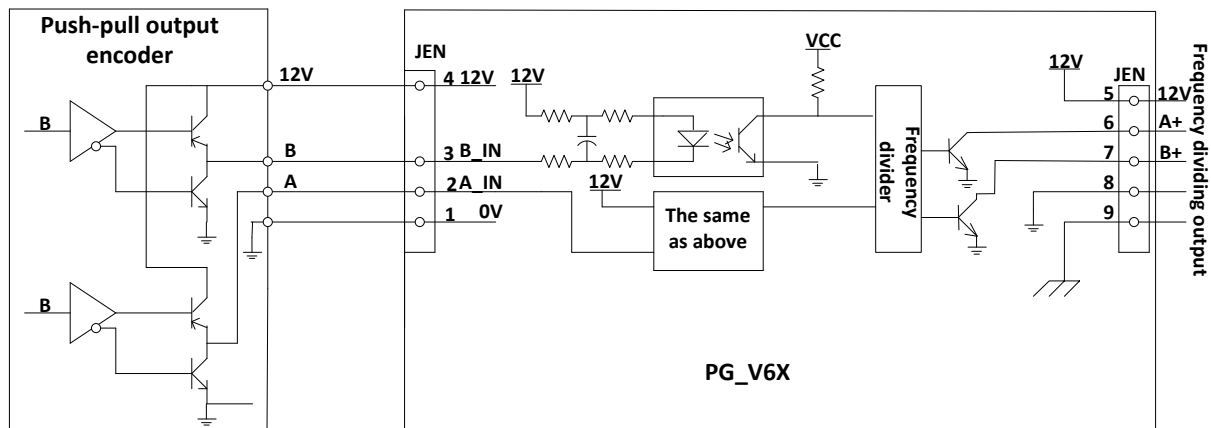 Push-pull output
encoder
B
12V
B
A
B
JEN
4 12V
3 B_IN
2 A_IN
1 0V
12V
VCC
12V
The same
as above
Frequency
divider
12V
JEN
5 12V
6 A+
7 B+
8
9
Frequency dividing output
PG_V6X